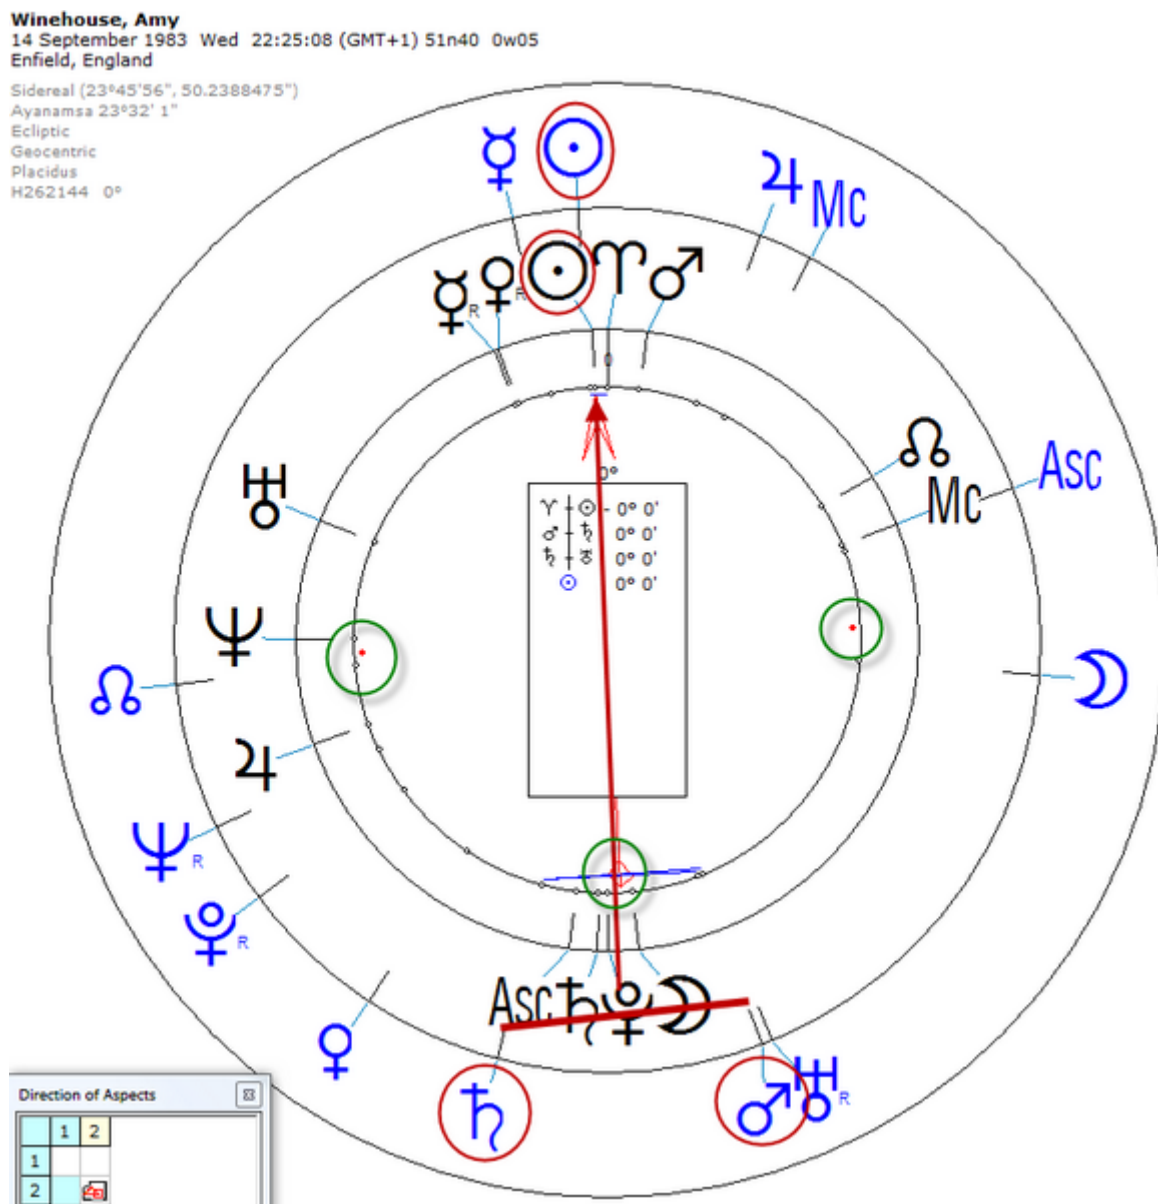 Winehouse, Amy
14 September 1983 Wed 22:25:08 (GMT+1) 51n40 0w05
Enfield, England
Sidereal (23°45'56", 50.2388475")
Ayanamsa 23°32' 1"
Ecliptic
Geocentric
Placidus
H262144 0°
☿ ☉ ♃ Mc
☿ R ♀ R ☉ ♈ ♂
0
♅ ☊ Mc Asc
0°
♈ ☉ - 0° 0'
♂ ♄ 0° 0'
♄ ♅ 0° 0'
☉ 0° 0'
♆
☊ ☽
♃
♆ R
♇ R
Asc ♄ ♇ ☽
♀ ♄ ♂ ♅ R
Direction of Aspects
1 2
1
2